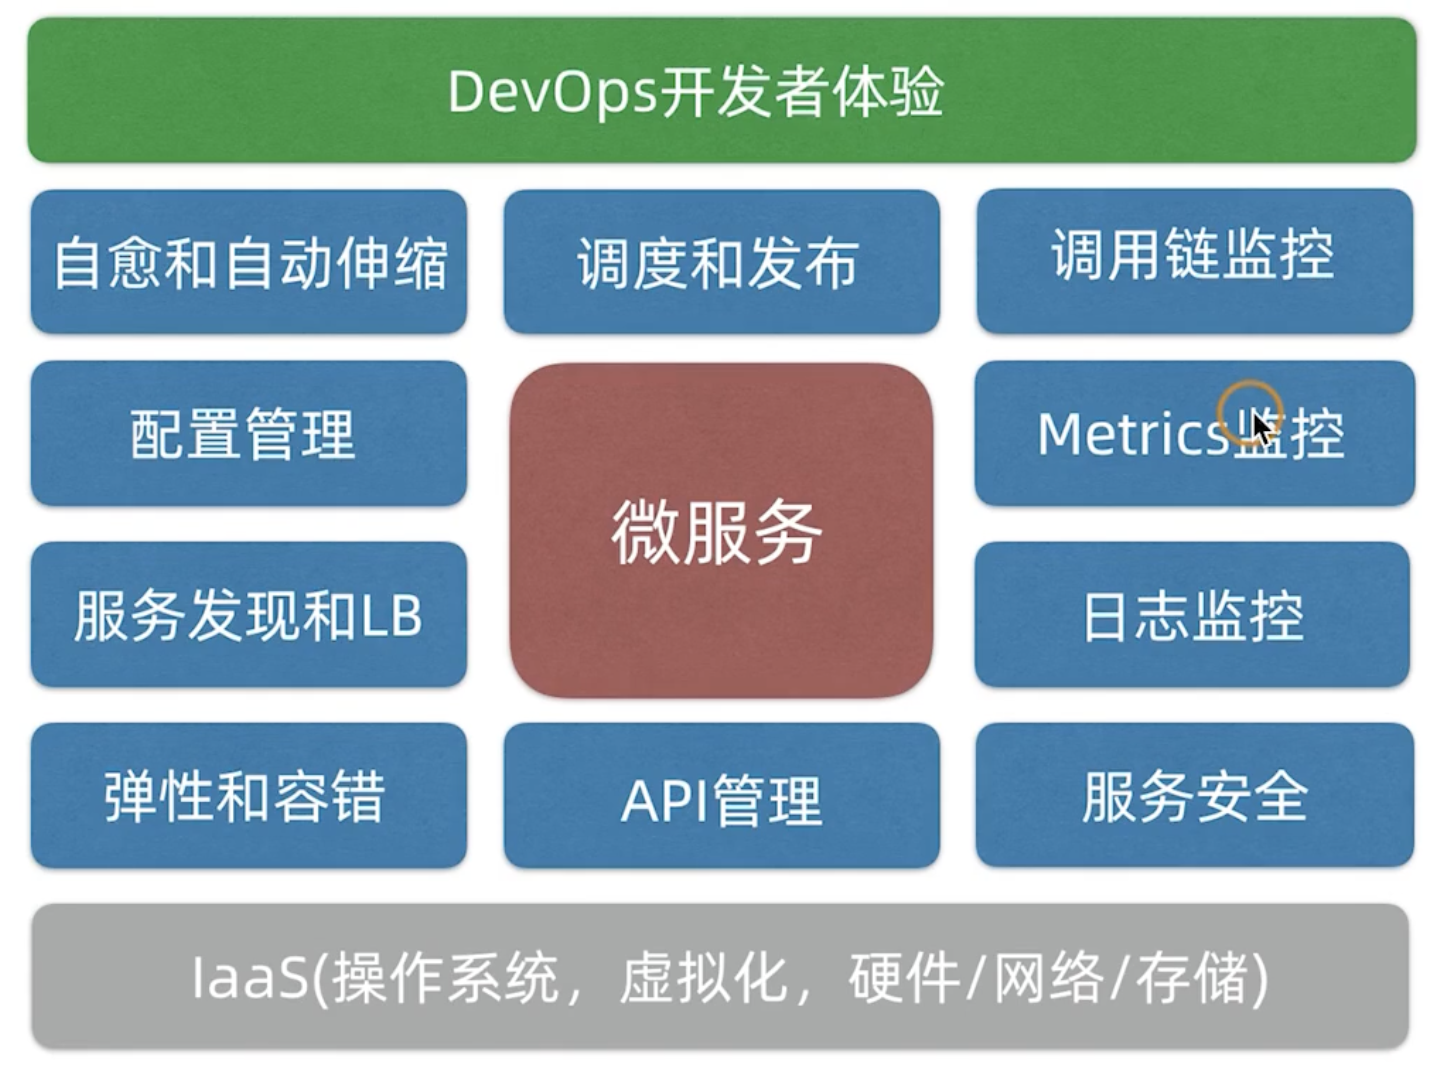 DevOps开发者体验
自愈和自动伸缩
调度和发布
调用链监控
配置管理
微服务
Metrics监控
服务发现和LB
日志监控
弹性和容错
API管理
服务安全
IaaS(操作系统，虚拟化，硬件/网络/存储)